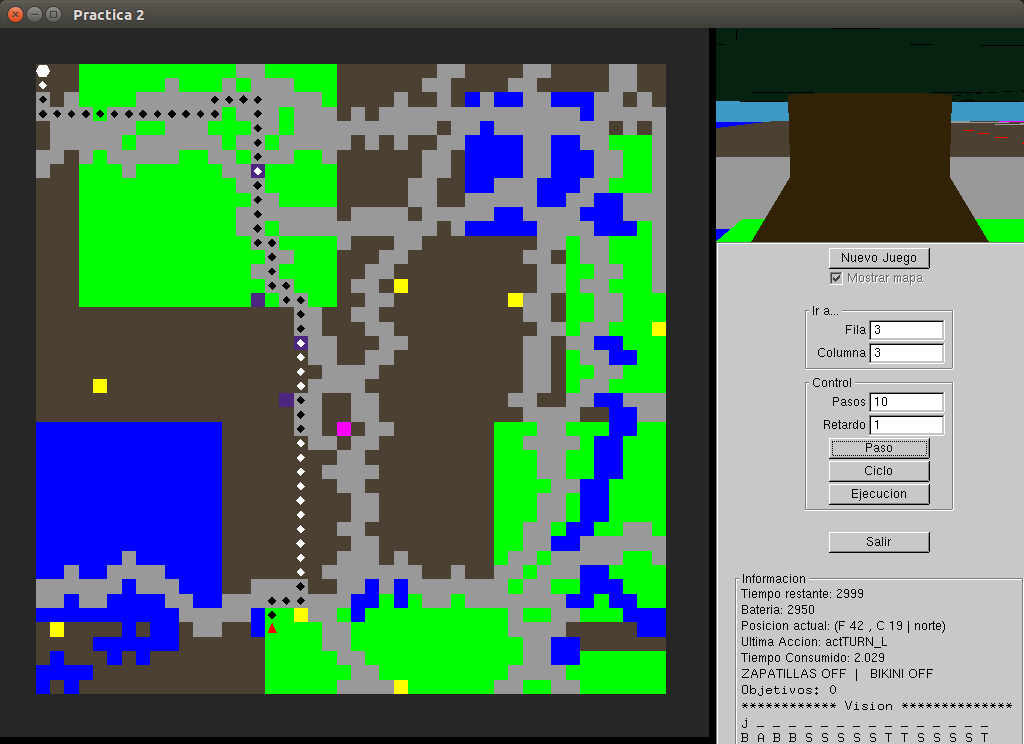 Practica 2
Nuevo Juego
Mostrar mapa
Ir a...
Fila 3
Columna 3
Control
Pasos 10
Retardo 1
Paso
Ciclo
Ejecucion
Salir
Informacion
Tiempo restante: 2999
Bateria: 2950
Posicion actual: (F 42 , C 19 | norte)
Ultima Accion: actTURN_L
Tiempo Consumido: 2.029
ZAPATILLAS OFF | BIKINI OFF
Objetivos: 0
************ Vision **************
j _ _ _ _ _ _ _ _ _ _ _ _ _ _ _
B A B B S S S S S T T S S S S T